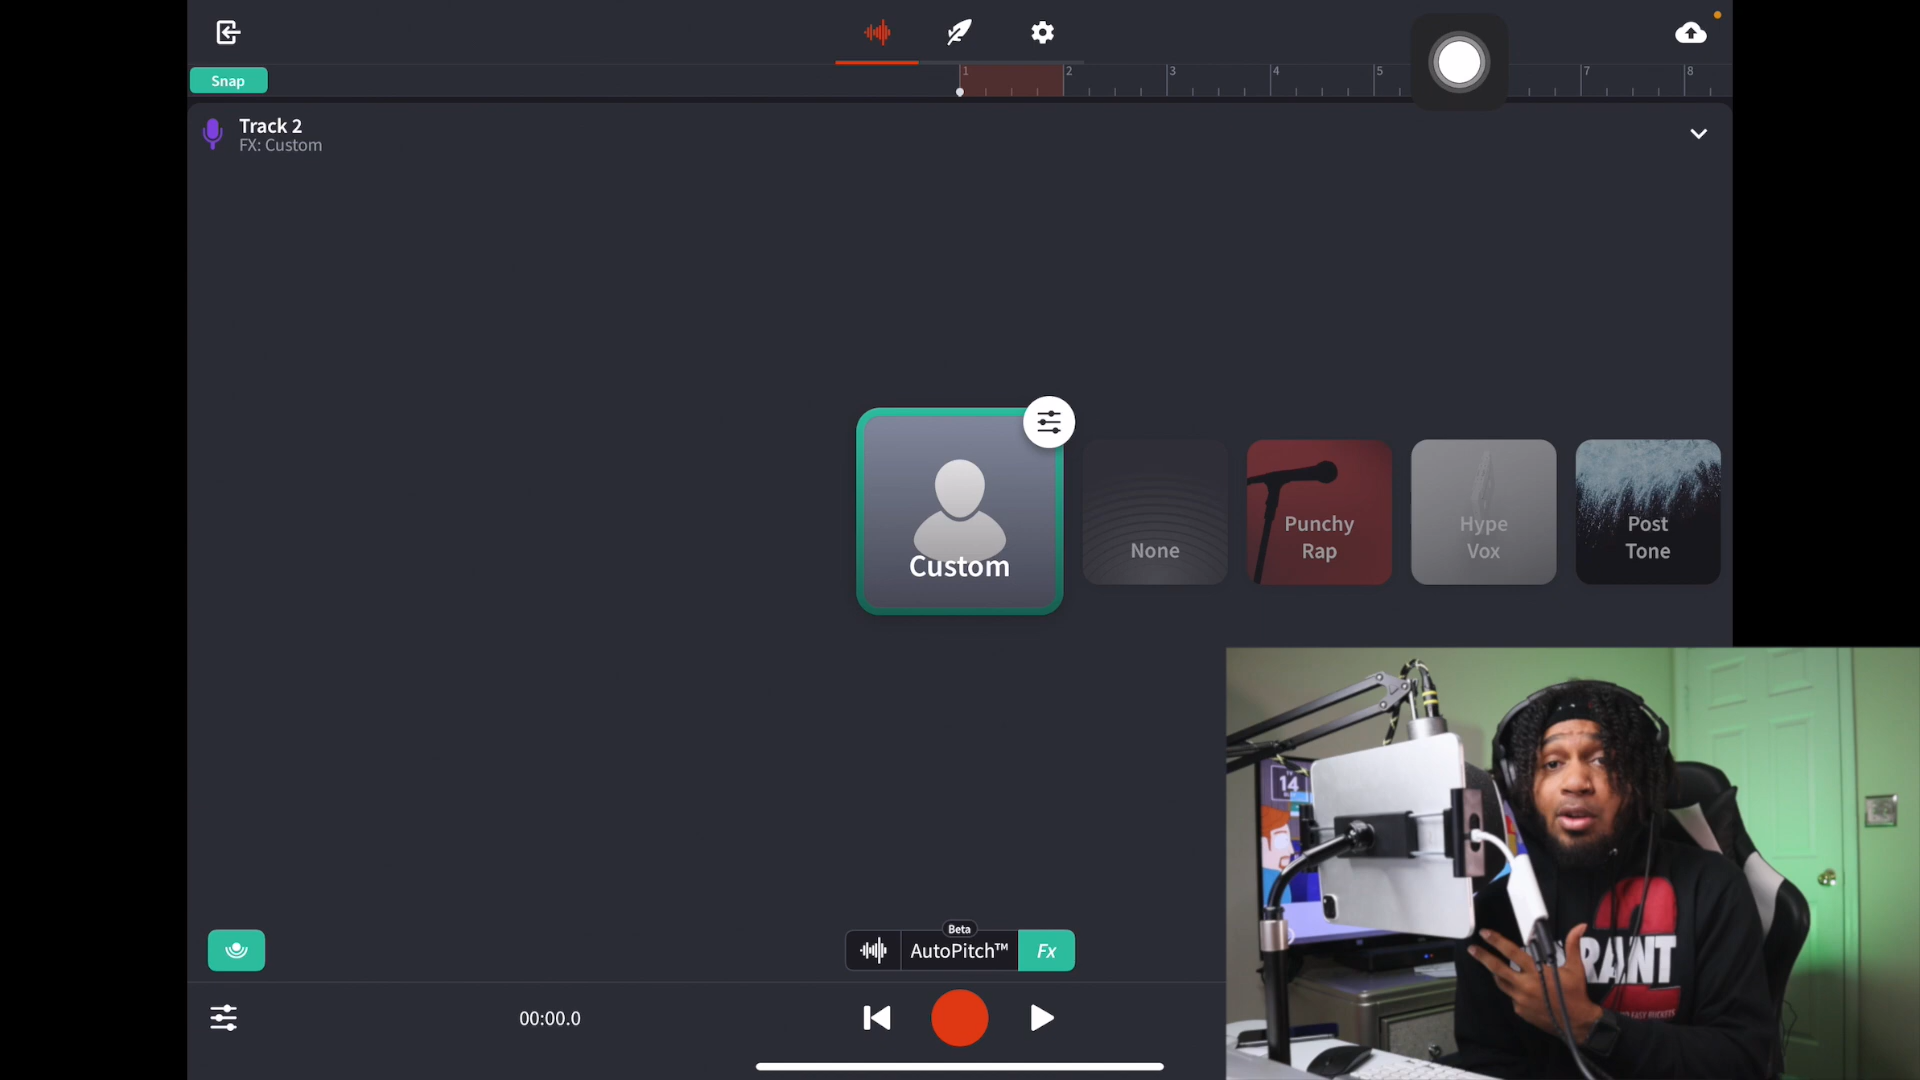 1 2 3 4 5 7 8
Snap
Track 2
FX: Custom
Custom
None
Punchy
Rap
Hype
Vox
Post
Tone
14
RANT
Beta
AutoPitch™
Fx
00:00.0